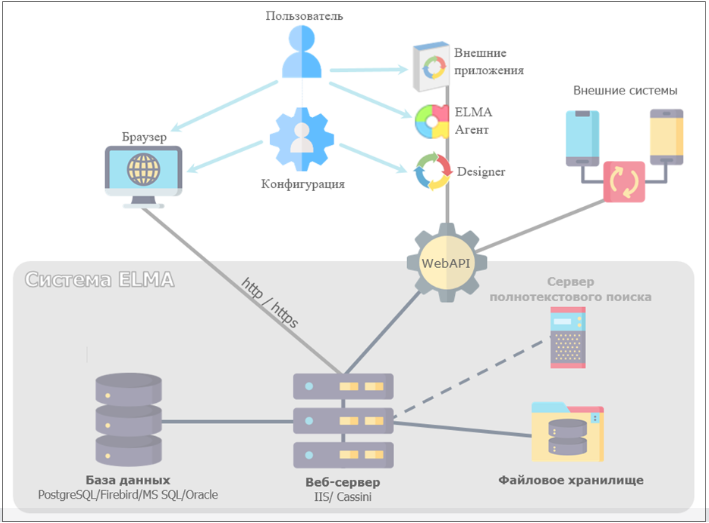 Пользователь
Внешние
приложения
Внешние системы
ELMA
Агент
Браузер
Designer
Конфигурация
WebAPI
Система ELMA
http / https
Сервер
полнотекстового поиска
База данных
PostgreSQL/Firebird/MS SQL/Oracle
Веб-сервер
IIS/ Cassini
Файловое хранилище